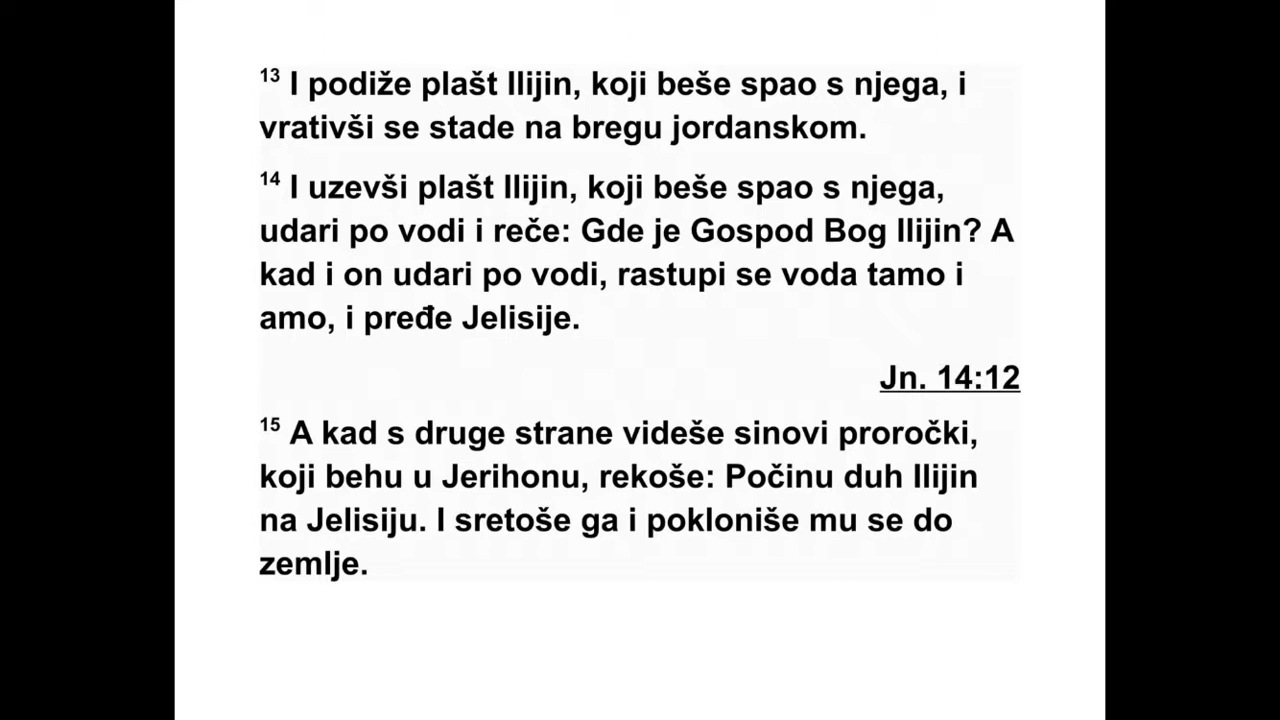 13 I podiže plašt Ilijin, koji beše spao s njega, i
vrativši se stade na bregu jordanskom.
14 I uzevši plašt Ilijin, koji beše spao s njega,
udari po vodi i reče: Gde je Gospod Bog Ilijin? A
kad i on udari po vodi, rastupi se voda tamo i
amo, i pređe Jelisije.
Jn. 14:12
15 A kad s druge strane videše sinovi proročki,
koji behu u Jerihonu, rekoše: Počinu duh Ilijin
na Jelisiju. I sretoše ga i pokloniše mu se do
zemlje.